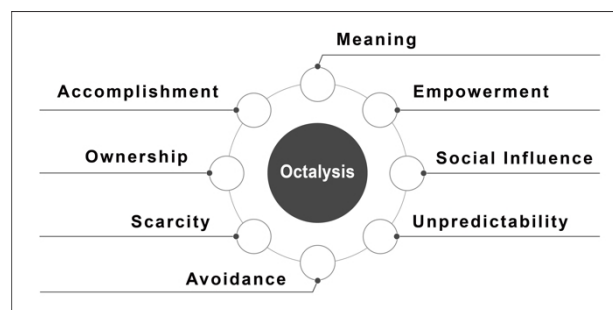 Meaning
Accomplishment
Empowerment
Ownership
Octalysis
Social Influence
Scarcity
Unpredictability
Avoidance